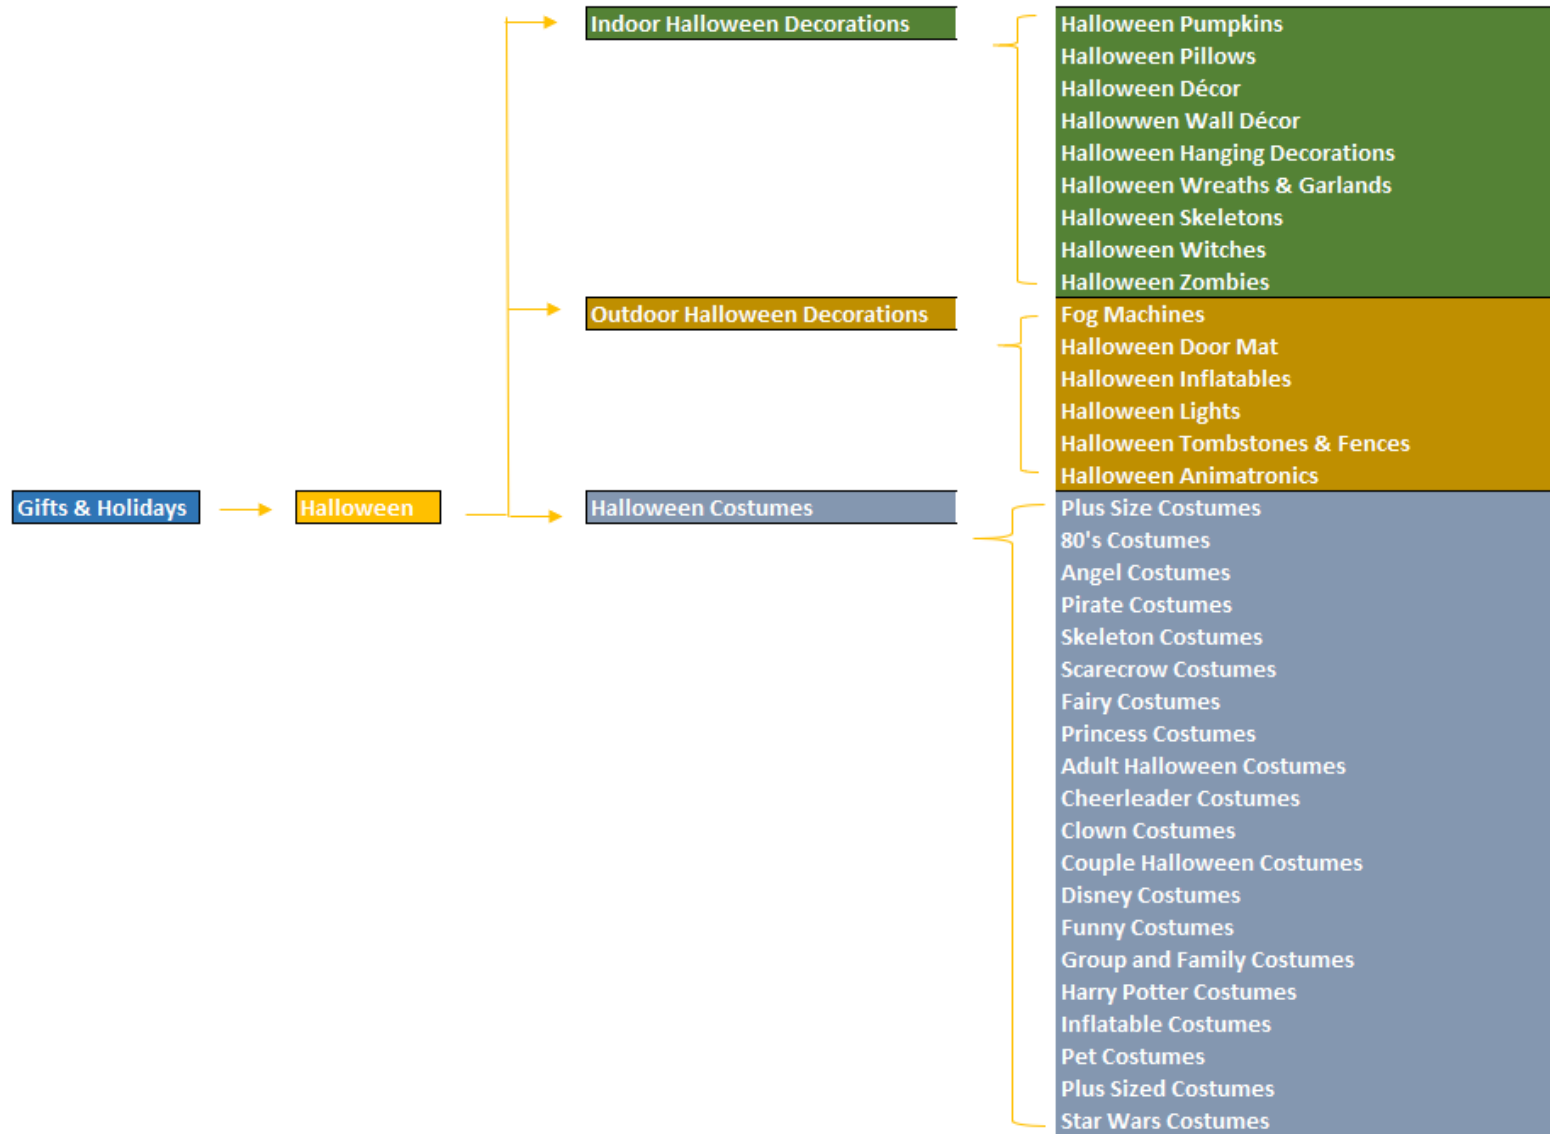 Gifts & Holidays
Halloween
Indoor Halloween Decorations
Halloween Pumpkins
Halloween Pillows
Halloween Décor
Hallowwen Wall Décor
Halloween Hanging Decorations
Halloween Wreaths & Garlands
Halloween Skeletons
Halloween Witches
Halloween Zombies
Outdoor Halloween Decorations
Fog Machines
Halloween Door Mat
Halloween Inflatables
Halloween Lights
Halloween Tombstones & Fences
Halloween Animatronics
Halloween Costumes
Plus Size Costumes
80's Costumes
Angel Costumes
Pirate Costumes
Skeleton Costumes
Scarecrow Costumes
Fairy Costumes
Princess Costumes
Adult Halloween Costumes
Cheerleader Costumes
Clown Costumes
Couple Halloween Costumes
Disney Costumes
Funny Costumes
Group and Family Costumes
Harry Potter Costumes
Inflatable Costumes
Pet Costumes
Plus Sized Costumes
Star Wars Costumes